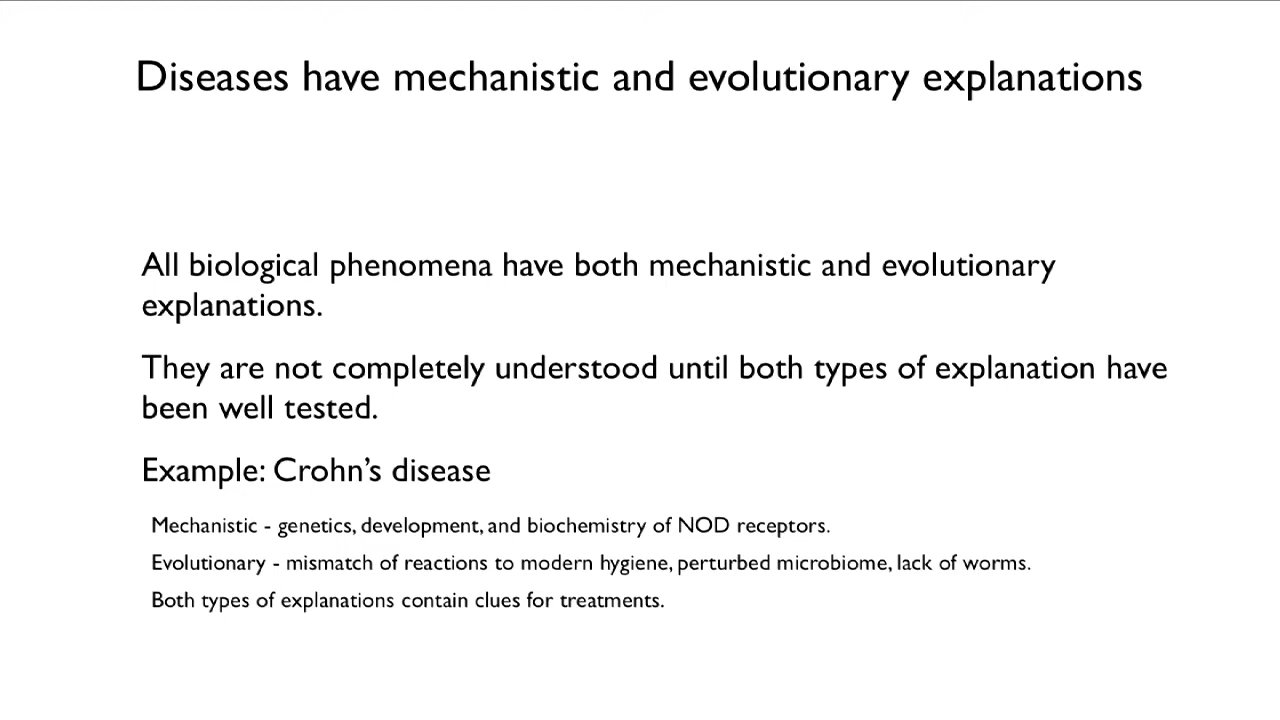 Diseases have mechanistic and evolutionary explanations
All biological phenomena have both mechanistic and evolutionary
explanations.
They are not completely understood until both types of explanation have
been well tested.
Example: Crohn’s disease
Mechanistic - genetics, development, and biochemistry of NOD receptors.
Evolutionary - mismatch of reactions to modern hygiene, perturbed microbiome, lack of worms.
Both types of explanations contain clues for treatments.